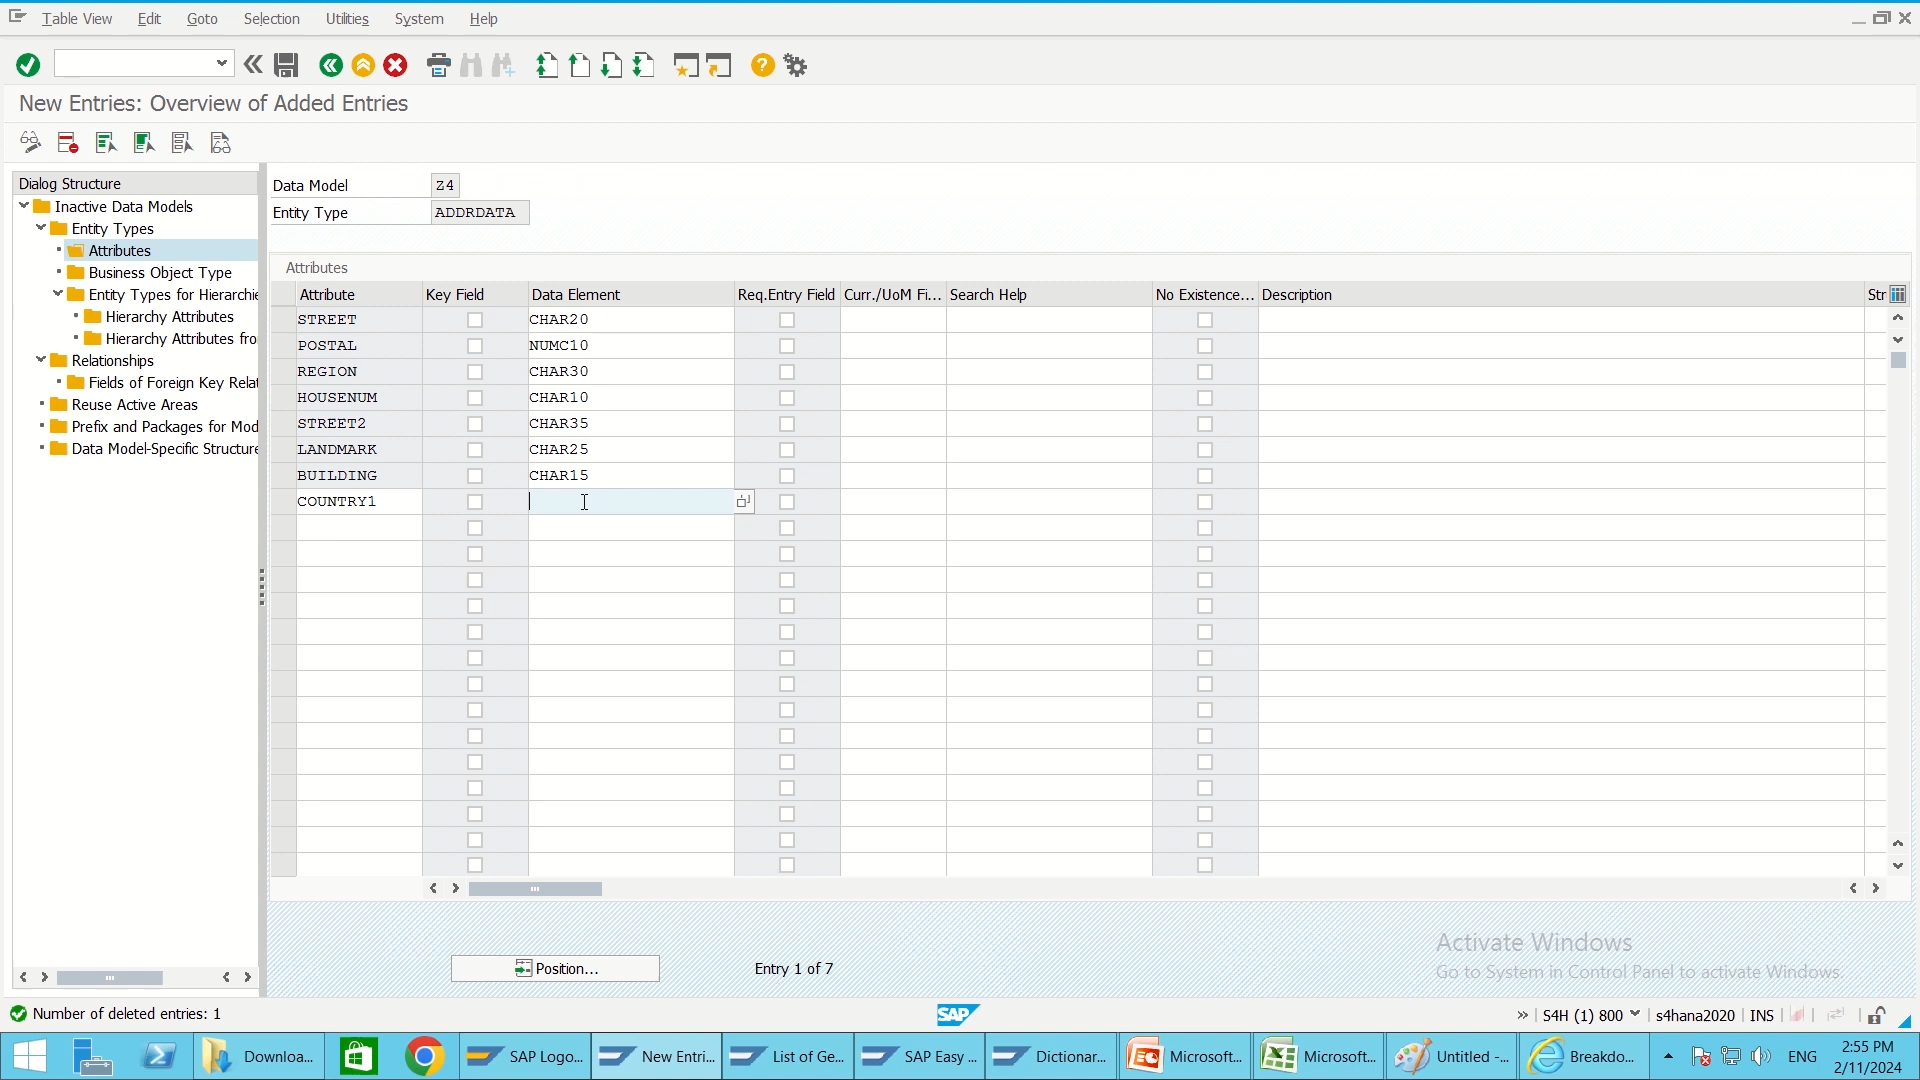 Table View Edit Goto Selection Utilities System Help
New Entries: Overview of Added Entries
Dialog Structure
Inactive Data Models
Entity Types
Attributes
Business Object Type
Entity Types for Hierarchie
Hierarchy Attributes
Hierarchy Attributes fro
Relationships
Fields of Foreign Key Relat
Reuse Active Areas
Prefix and Packages for Mod
Data Model-Specific Structure
Data Model Z4
Entity Type ADDRDATA
Attributes
Attribute Key Field Data Element Req.Entry Field Curr./UoM Fi... Search Help No Existence... Description Str
STREET CHAR20
POSTAL NUMC10
REGION CHAR30
HOUSENUM CHAR10
STREET2 CHAR35
LANDMARK CHAR25
BUILDING CHAR15
COUNTRY1
Position... Entry 1 of 7
Activate Windows
Go to System in Control Panel to activate Windows.
Number of deleted entries: 1
SAP
S4H (1) 800 s4hana2020 INS
Downloa... SAP Logo... New Entri... List of Ge... SAP Easy ... Dictionar... Microsoft... Microsoft... Untitled -... Breakdo... ENG
2:55 PM
2/11/2024